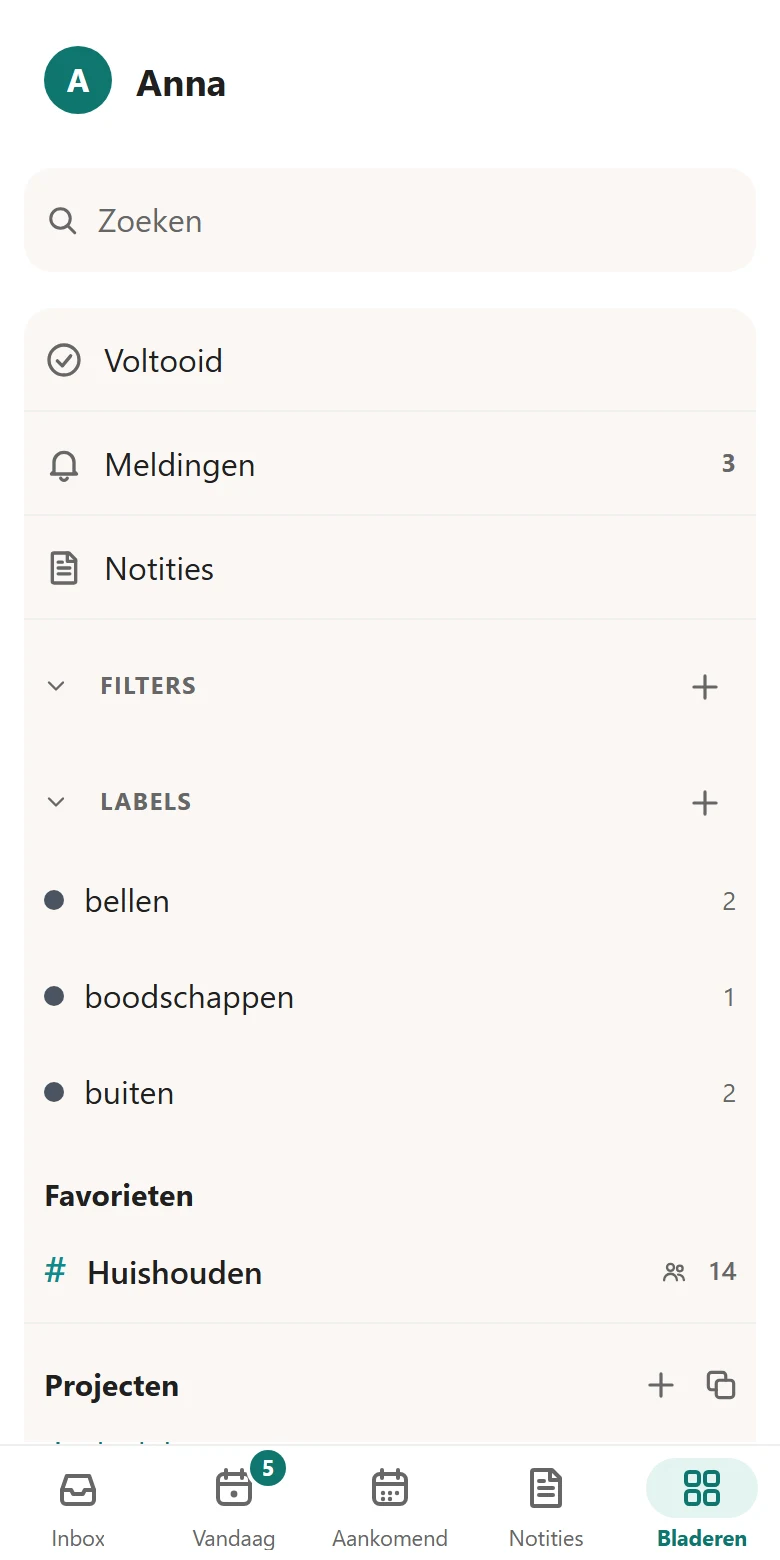 A Anna
Zoeken
Voltooid
Meldingen 3
Notities
FILTERS
LABELS
bellen 2
boodschappen 1
buiten 2
Favorieten
# Huishouden 14
Projecten
5
Inbox Vandaag Aankomend Notities Bladeren